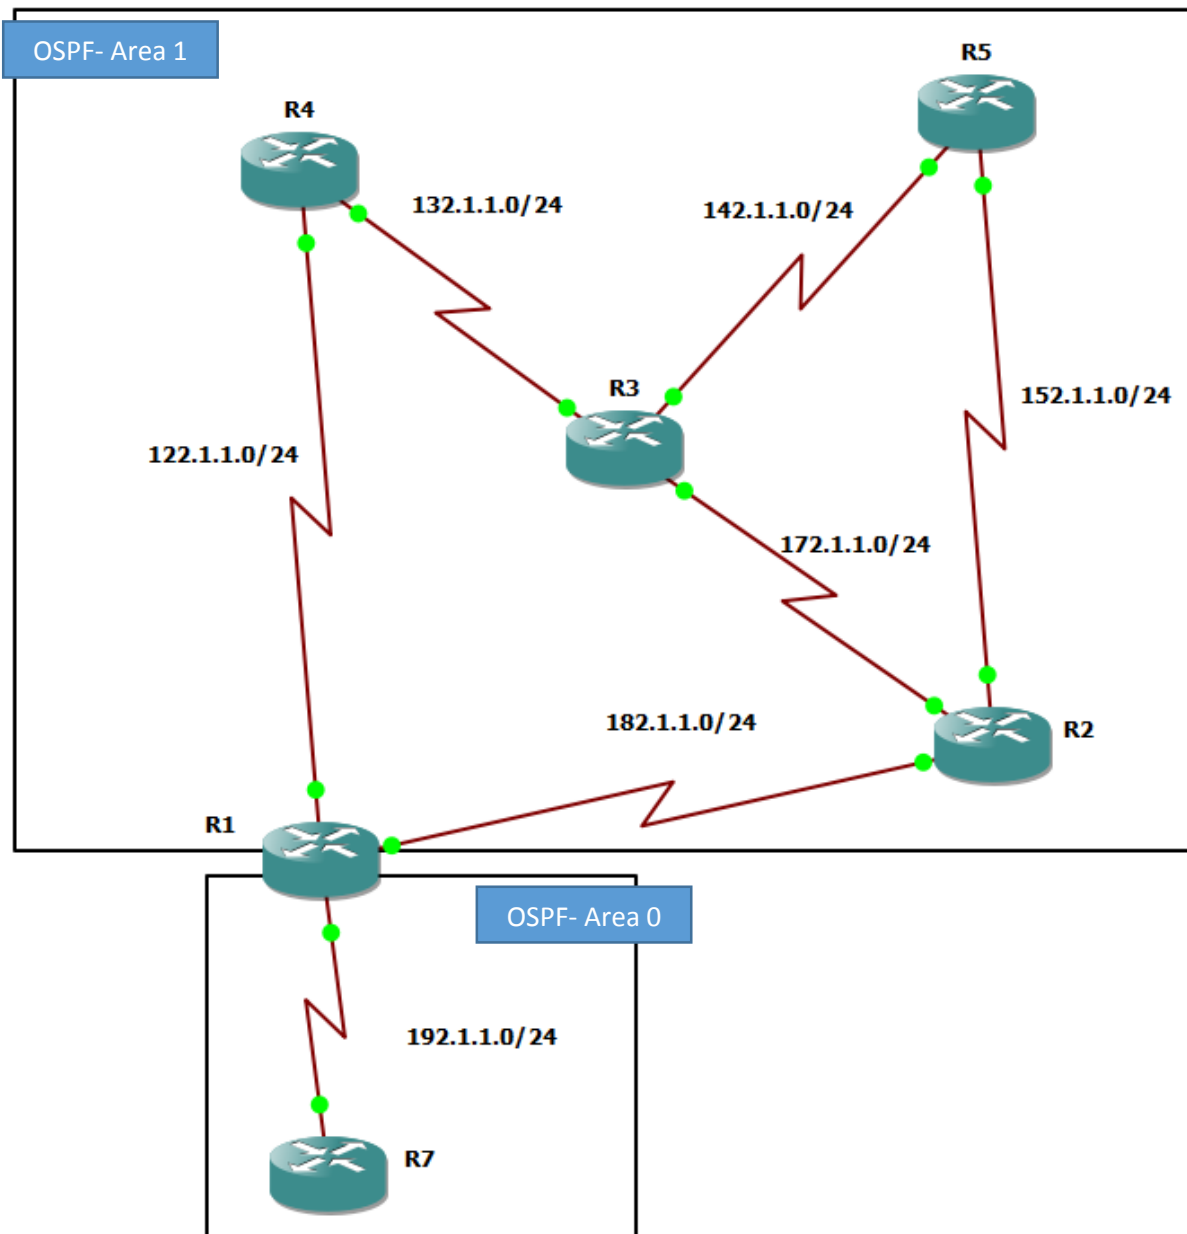 OSPF- Area 1
R5
R4
132.1.1.0/24
142.1.1.0/24
R3
152.1.1.0/24
122.1.1.0/24
172.1.1.0/24
182.1.1.0/24
R2
R1
OSPF- Area 0
192.1.1.0/24
R7